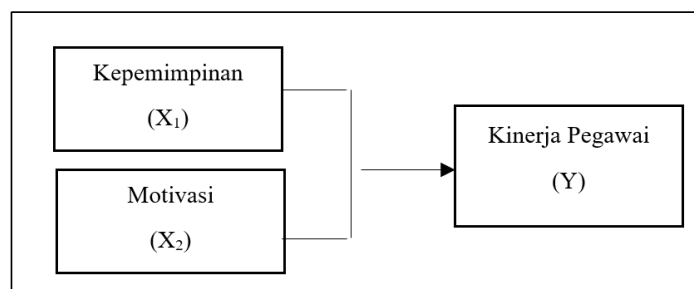 Kepemimpinan
(X₁)
Motivasi
(X₂)
Kinerja Pegawai
(Y)